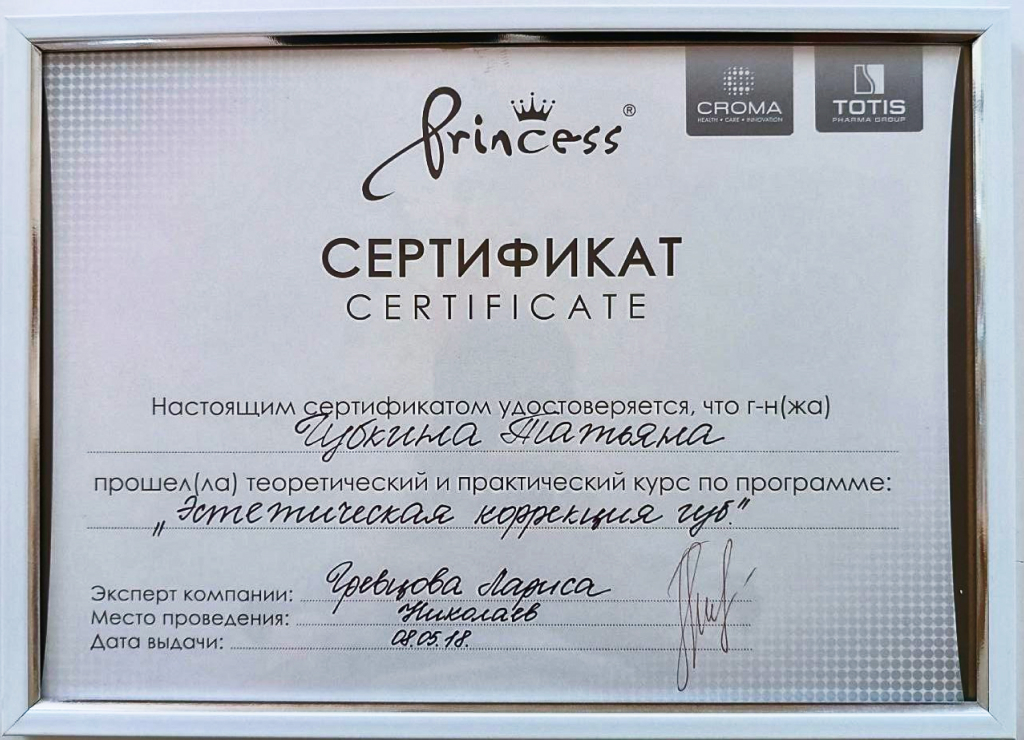 Princess®
CROMA
HEALTH • CARE • INNOVATION
TOTIS
PHARMA GROUP
СЕРТИФИКАТ
CERTIFICATE
Настоящим сертификатом удостоверяется, что г-н(жа)
Губкина Татьяна
прошел(ла) теоретический и практический курс по программе:
„Эстетическая коррекция губ."
Эксперт компании: Гревцова Лариса
Место проведения: Николаев
Дата выдачи: 08.05.18.